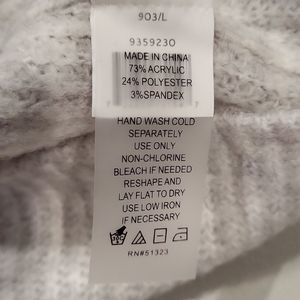 903/L
9359230
MADE IN CHINA
73% ACRYLIC
24% POLYESTER
3%SPANDEX
HAND WASH COLD
SEPARATELY
USE ONLY
NON-CHLORINE
BLEACH IF NEEDED
RESHAPE AND
LAY FLAT TO DRY
USE LOW IRON
IF NECESSARY
RN#51323